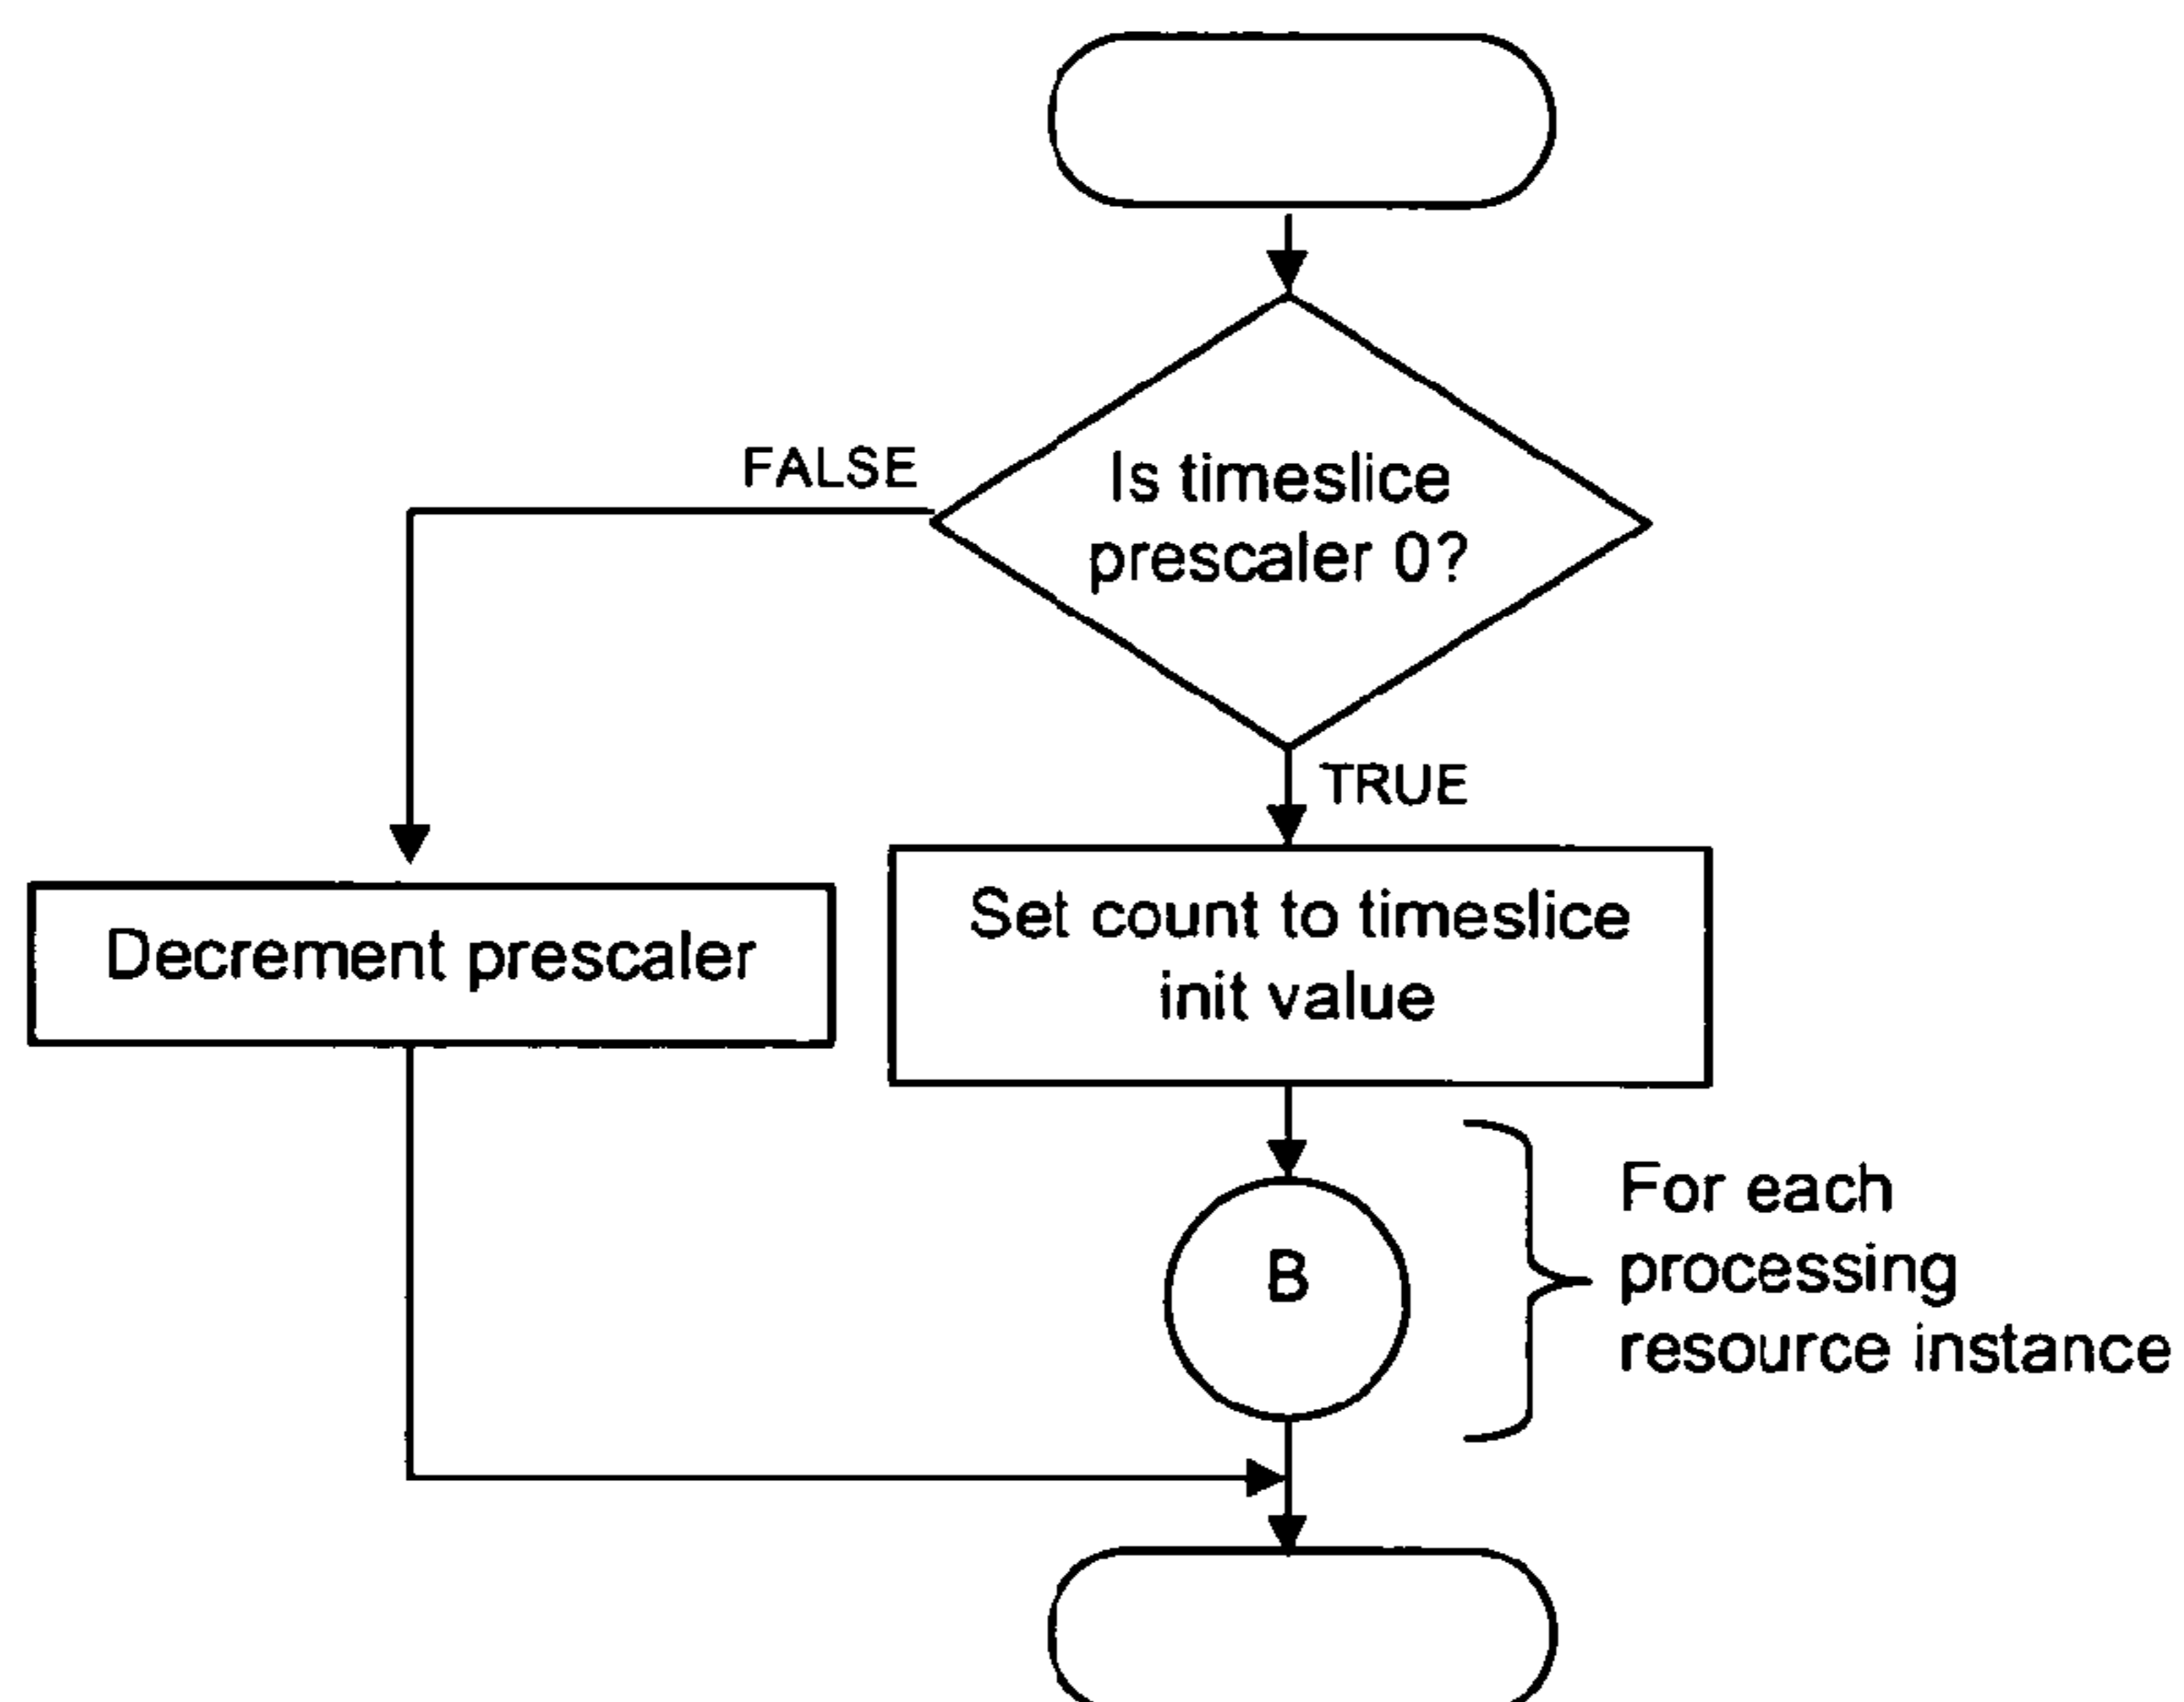 FALSE
Is timeslice
prescaler 0?
TRUE
Decrement prescaler
Set count to timeslice
init value
B
For each
processing
resource instance